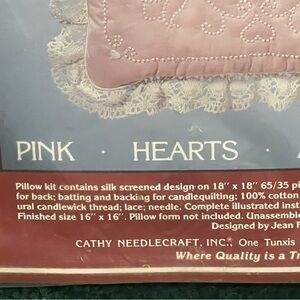 PINK · HEARTS ·
Pillow kit contains silk screened design on 18" x 18" 65/35
for back; batting and backing for candlequilting; 100% cotton
ural candlewick thread; lace; needle. Complete illustrated
Finished size 16" x 16". Pillow form not included.
Designed by Jean
CATHY NEEDLECRAFT, INC., One Tunxis
Where Quality is a